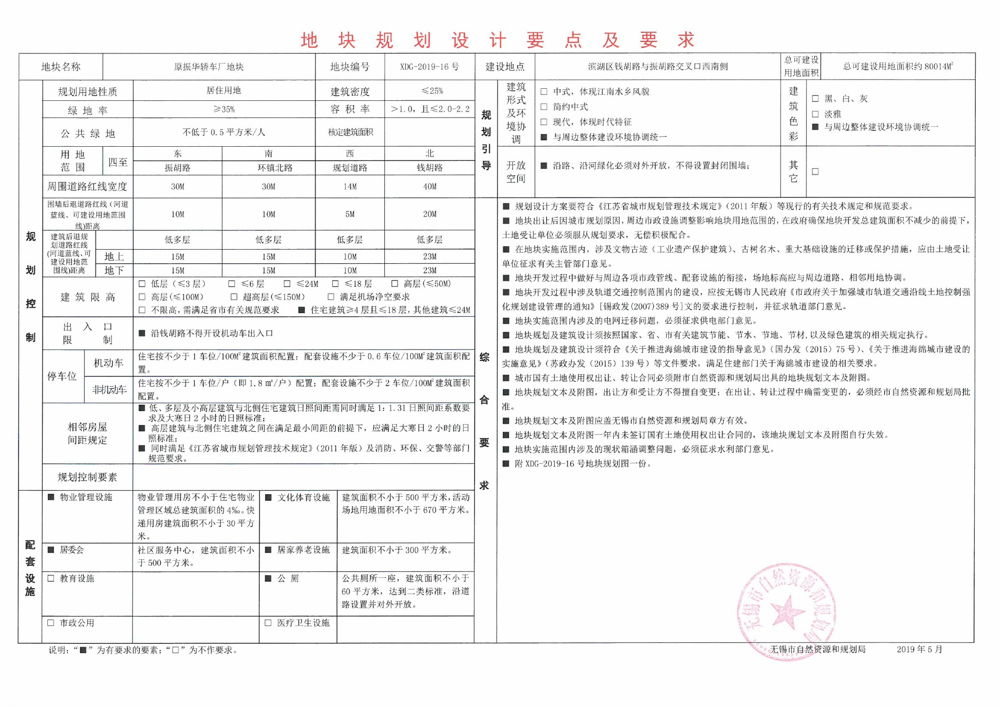 地块规划设计要点及要求
地块名称
原振华轿车厂地块
地块编号
XDG-2019-16 号
建设地点
滨湖区钱胡路与振胡路交叉口西南侧
总可建设
用地面积
总可建设用地面积约 80014㎡
规划控制
规划用地性质
居住用地
建筑密度
≤25%
绿地率
≥35%
容积率
>1.0，且≤2.0-2.2
公共绿地
不低于 0.5 平方米/人
核定建筑面积
用地
范围
四至
东
南
西
北
振胡路
环镇北路
规划道路
钱胡路
周围道路红线宽度
30M
30M
14M
40M
围墙后退道路红线（河道
蓝线、可建设用地范围
线)距离
10M
10M
5M
20M
建筑后退规
划道路红线
(河道蓝线、可
建设用地范
围线)距离
低多层
低多层
低多层
低多层
地上
15M
15M
10M
23M
地下
15M
15M
10M
23M
建筑限高
□ 低层（≤3 层） □ ≤6 层 □ ≤24M □ ≤18 层 □ 高层(≤50M)
□ 高层(≤100M) □ 超高层(≤150M) □ 满足机场净空要求
□ 不限高,需满足省市有关规范要求 ■ 住宅建筑≥4 层且≤18 层,其他建筑≤24M
出入口
限制
■ 沿钱胡路不得开设机动车出入口
停车位
机动车
住宅按不少于 1 车位/100㎡建筑面积配置；配套设施不少于 0.6 车位/100㎡建筑面积配
置。
非机动车
住宅按不少于 1 车位/户（即 1.8 ㎡/户）配置；配套设施不少于 2 车位/100㎡建筑面积
配置。
相邻房屋
间距规定
■ 低、多层及小高层建筑与北侧住宅建筑日照间距需同时满足 1：1.31 日照间距系数要
求及大寒日 2 小时的日照标准；
■ 高层建筑与北侧住宅建筑之间在满足最小间距的前提下，应满足大寒日 2 小时的日
照标准；
■ 同时满足《江苏省城市规划管理技术规定》（2011 年版）及消防、环保、交警等部门
规范要求。
规划控制要素
配套设施
■ 物业管理设施
物业管理用房不小于住宅物业
管理区域总建筑面积的 4‰。快
递用房建筑面积不小于 30 平方
米。
■ 文化体育设施
建筑面积不小于 500 平方米,活动
场地用地面积不小于 670 平方米。
■ 居委会
社区服务中心，建筑面积不小
于 500 平方米。
■ 居家养老设施
建筑面积不小于 300 平方米。
□ 教育设施
■ 公厕
公共厕所一座，建筑面积不小于
60 平方米，达到二类标准，沿道
路设置并对外开放。
□ 市政公用
□ 医疗卫生设施
规划引导
建筑
形式
及环
境协
调
□ 中式，体现江南水乡风貌
□ 简约中式
□ 现代，体现时代特征
■ 与周边整体建设环境协调统一
建筑色彩
□ 黑、白、灰
□ 淡雅
■ 与周边整体建设环境协调统一
开放
空间
■ 沿路、沿河绿化必须对外开放，不得设置封闭围墙；
其它
□
综合要求
■ 规划设计方案要符合《江苏省城市规划管理技术规定》（2011 年版）等现行的有关技术规定和规范要求。
■ 地块出让后因城市规划原因,周边市政设施调整影响地块用地范围的,在政府确保地块开发总建筑面积不减少的前提下,
土地受让单位必须服从规划要求，无偿积极配合。
■ 在地块实施范围内，涉及文物古迹（工业遗产保护建筑）、古树名木、重大基础设施的迁移或保护措施，应由土地受让
单位征求有关主管部门意见。
■ 地块开发过程中做好与周边各项市政管线、配套设施的衔接，场地标高应与周边道路、相邻用地协调。
■ 地块开发过程中涉及轨道交通控制范围内的建设，应按无锡市人民政府《市政府关于加强城市轨道交通沿线土地控制强
化规划建设管理的通知》[锡政发(2007)389 号]文的要求进行控制，并征求轨道部门意见。
■ 地块实施范围内涉及的电网迁移问题，必须征求供电部门意见。
■ 地块规划及建筑设计须按照国家、省、市有关建筑节能、节水、节地、节材,以及绿色建筑的相关规定执行。
■ 地块规划及建筑设计须符合《关于推进海绵城市建设的指导意见》（国办发（2015）75 号）、《关于推进海绵城市建设的
实施意见》（苏政办发（2015）139 号）等文件要求，满足住建部门关于海绵城市建设的相关要求。
■ 城市国有土地使用权出让、转让合同必须附市自然资源和规划局出具的地块规划文本及附图。
■ 地块规划文本及附图，出让方和受让方不得擅自变更；在出让、转让过程中确需变更的，必须经市自然资源和规划局批
准。
■ 地块规划文本及附图应盖无锡市自然资源和规划局章方有效。
■ 地块规划文本及附图一年内未签订国有土地使用权出让合同的，该地块规划文本及附图自行失效。
■ 地块实施范围内涉及的现状箱涵调整问题，必须征求水利部门意见。
■ 附 XDG-2019-16 号地块规划图一份。
无锡市自然资源和规划局
说明：“■”为有要求的要素；“□”为不作要求。
无锡市自然资源和规划局 2019 年 5 月